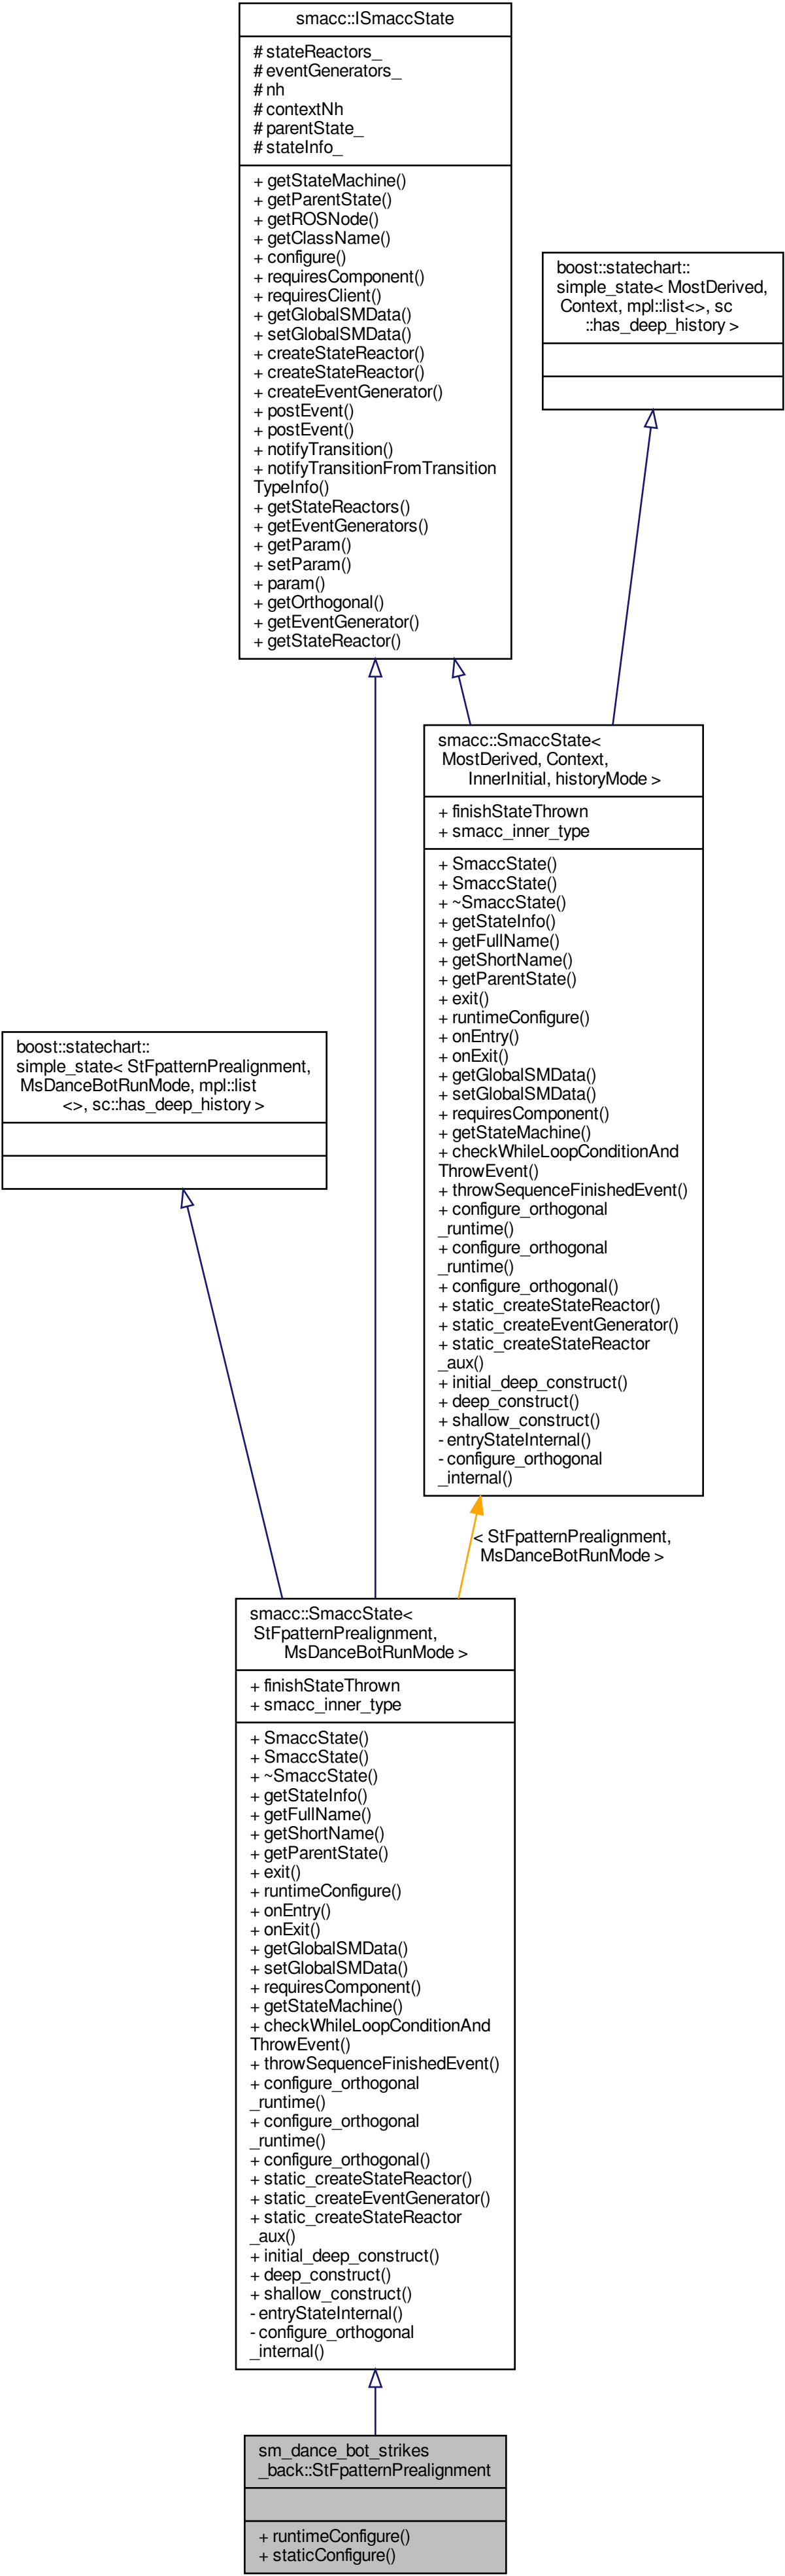 smacc::ISmaccState
# stateReactors_
# eventGenerators_
# nh
# contextNh
# parentState_
# stateInfo_
+ getStateMachine()
+ getParentState()
+ getROSNode()
+ getClassName()
+ configure()
+ requiresComponent()
+ requiresClient()
+ getGlobalSMData()
+ setGlobalSMData()
+ createStateReactor()
+ createStateReactor()
+ createEventGenerator()
+ postEvent()
+ postEvent()
+ notifyTransition()
+ notifyTransitionFromTransition
TypeInfo()
+ getStateReactors()
+ getEventGenerators()
+ getParam()
+ setParam()
+ param()
+ getOrthogonal()
+ getEventGenerator()
+ getStateReactor()
boost::statechart::
simple_state< MostDerived,
Context, mpl::list<>, sc
::has_deep_history >
smacc::SmaccState<
MostDerived, Context,
InnerInitial, historyMode >
+ finishStateThrown
+ smacc_inner_type
+ SmaccState()
+ SmaccState()
+ ~SmaccState()
+ getStateInfo()
+ getFullName()
+ getShortName()
+ getParentState()
+ exit()
+ runtimeConfigure()
+ onEntry()
+ onExit()
+ getGlobalSMData()
+ setGlobalSMData()
+ requiresComponent()
+ getStateMachine()
+ checkWhileLoopConditionAnd
ThrowEvent()
+ throwSequenceFinishedEvent()
+ configure_orthogonal
_runtime()
+ configure_orthogonal
_runtime()
+ configure_orthogonal()
+ static_createStateReactor()
+ static_createEventGenerator()
+ static_createStateReactor
_aux()
+ initial_deep_construct()
+ deep_construct()
+ shallow_construct()
- entryStateInternal()
- configure_orthogonal
_internal()
boost::statechart::
simple_state< StFpatternPrealignment,
MsDanceBotRunMode, mpl::list
<>, sc::has_deep_history >
< StFpatternPrealignment,
MsDanceBotRunMode >
smacc::SmaccState<
StFpatternPrealignment,
MsDanceBotRunMode >
+ finishStateThrown
+ smacc_inner_type
+ SmaccState()
+ SmaccState()
+ ~SmaccState()
+ getStateInfo()
+ getFullName()
+ getShortName()
+ getParentState()
+ exit()
+ runtimeConfigure()
+ onEntry()
+ onExit()
+ getGlobalSMData()
+ setGlobalSMData()
+ requiresComponent()
+ getStateMachine()
+ checkWhileLoopConditionAnd
ThrowEvent()
+ throwSequenceFinishedEvent()
+ configure_orthogonal
_runtime()
+ configure_orthogonal
_runtime()
+ configure_orthogonal()
+ static_createStateReactor()
+ static_createEventGenerator()
+ static_createStateReactor
_aux()
+ initial_deep_construct()
+ deep_construct()
+ shallow_construct()
- entryStateInternal()
- configure_orthogonal
_internal()
sm_dance_bot_strikes
_back::StFpatternPrealignment
+ runtimeConfigure()
+ staticConfigure()